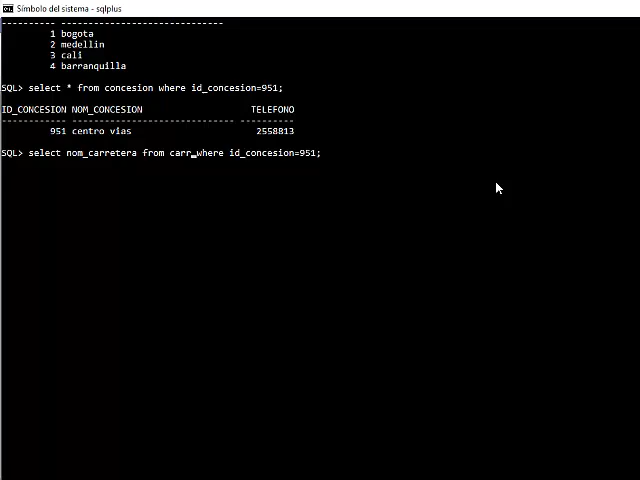 Símbolo del sistema - sqlplus
---------- ------------------------------
1 bogota
2 medellin
3 cali
4 barranquilla
SQL> select * from concesion where id_concesion=951;
ID_CONCESION NOM_CONCESION TELEFONO
------------ ------------------------------ ----------
951 centro vias 2558813
SQL> select nom_carretera from carr_where id_concesion=951;